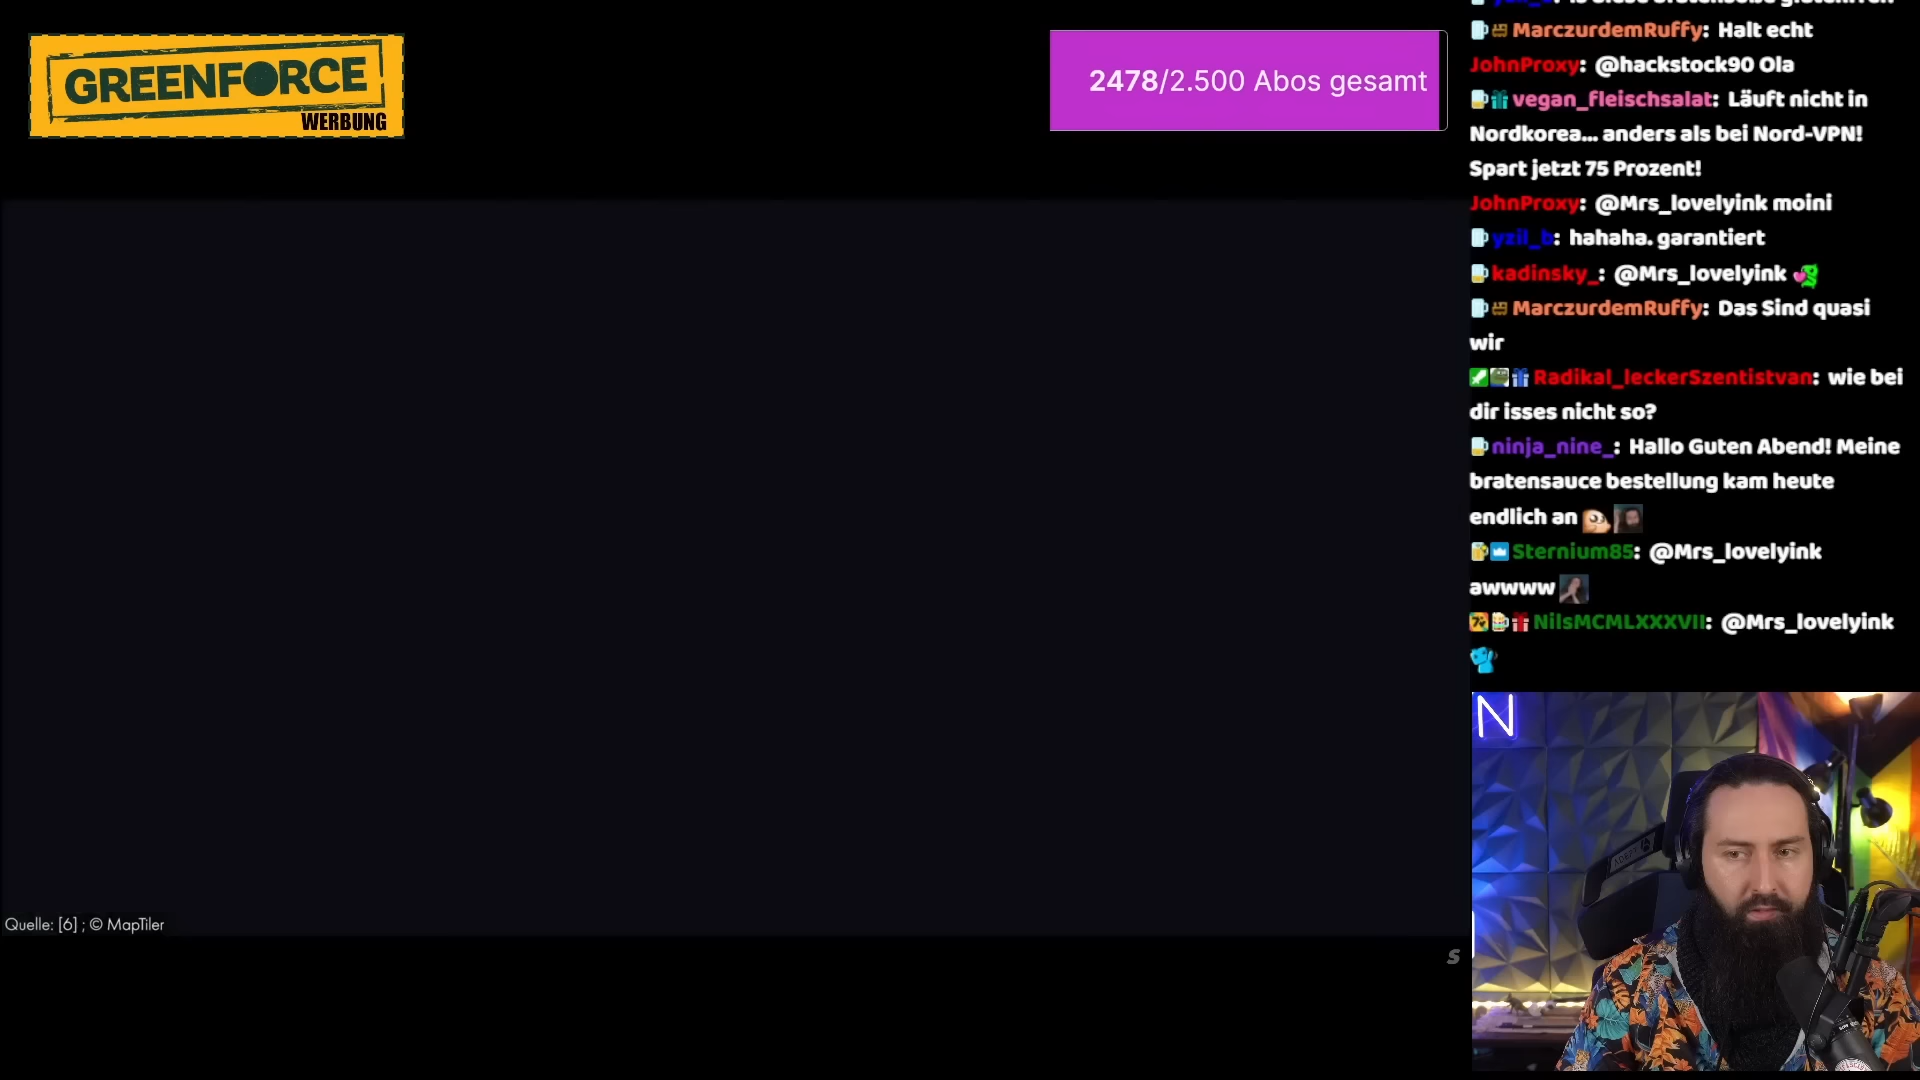 GREENFORCE
WERBUNG
2478/2.500 Abos gesamt
MarczurdemRuffy: Halt echt
JohnProxy: @hackstock90 Ola
vegan_fleischsalat: Läuft nicht in
Nordkorea... anders als bei Nord-VPN!
Spart jetzt 75 Prozent!
JohnProxy: @Mrs_lovelyink moini
yzil_b: hahaha. garantiert
kadinsky_: @Mrs_lovelyink
MarczurdemRuffy: Das Sind quasi
wir
Radikal_leckerSzentistvan: wie bei
dir isses nicht so?
ninja_nine_: Hallo Guten Abend! Meine
bratensauce bestellung kam heute
endlich an
Sternium85: @Mrs_lovelyink
awwww
NilsMCMLXXXVII: @Mrs_lovelyink
N
Quelle: [6] ; © MapTiler
S